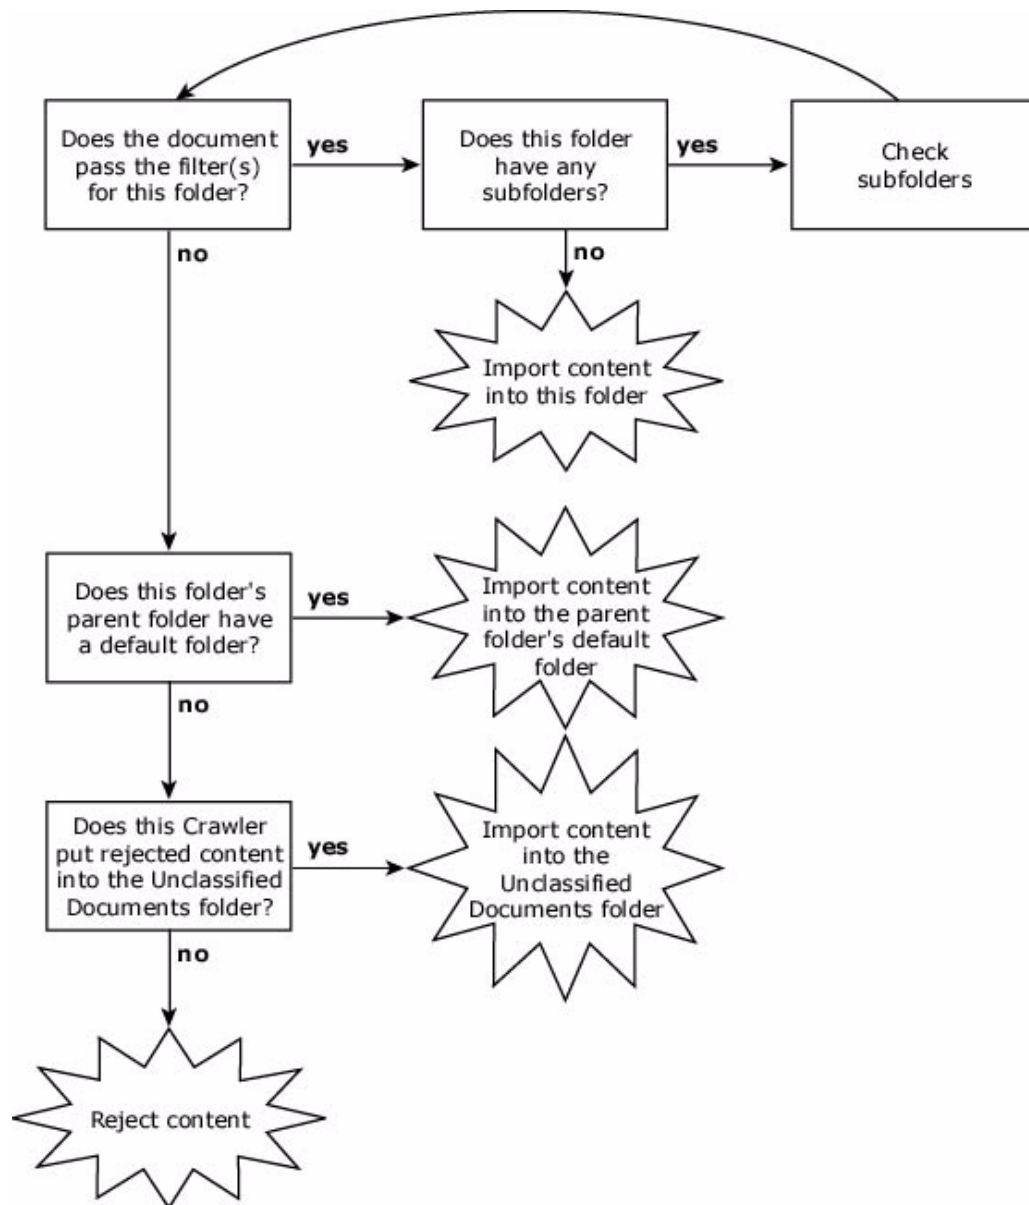 Does the document
pass the filter(s)
for this folder?
yes
Does this folder
have any
subfolders?
yes
Check
subfolders
no
no
Import content
into this folder
Does this folder's
parent folder have
a default folder?
yes
Import content
into the parent
folder's default
folder
no
Does this Crawler
put rejected content
into the Unclassified
Documents folder?
yes
Import content
into the
Unclassified
Documents folder
no
Reject content